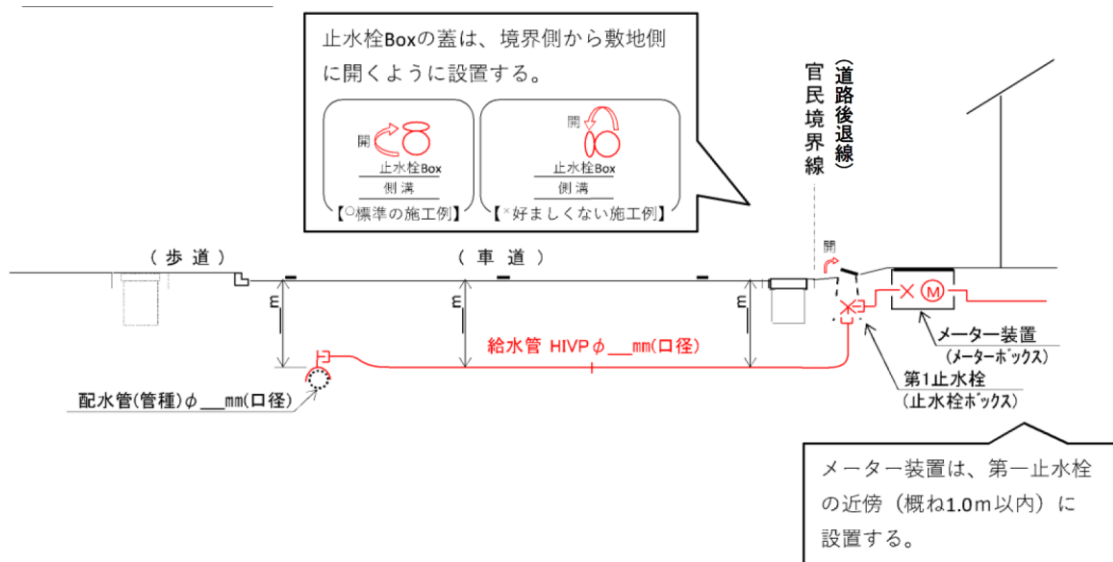 止水栓Boxの蓋は、境界側から敷地側
に開くように設置する。
開
止水栓Box
側 溝
【○標準の施工例】
開
止水栓Box
側 溝
【×好ましくない施工例】
官民境界線
(道路後退線)
( 歩 道 )
( 車 道 )
開
__m
__m
__m
給水管 HIVP φ__mm(口径)
M
メーター装置
(メーターボックス)
第1止水栓
(止水栓ボックス)
配水管(管種)φ__mm(口径)
メーター装置は、第一止水栓
の近傍（概ね1.0m以内）に
設置する。